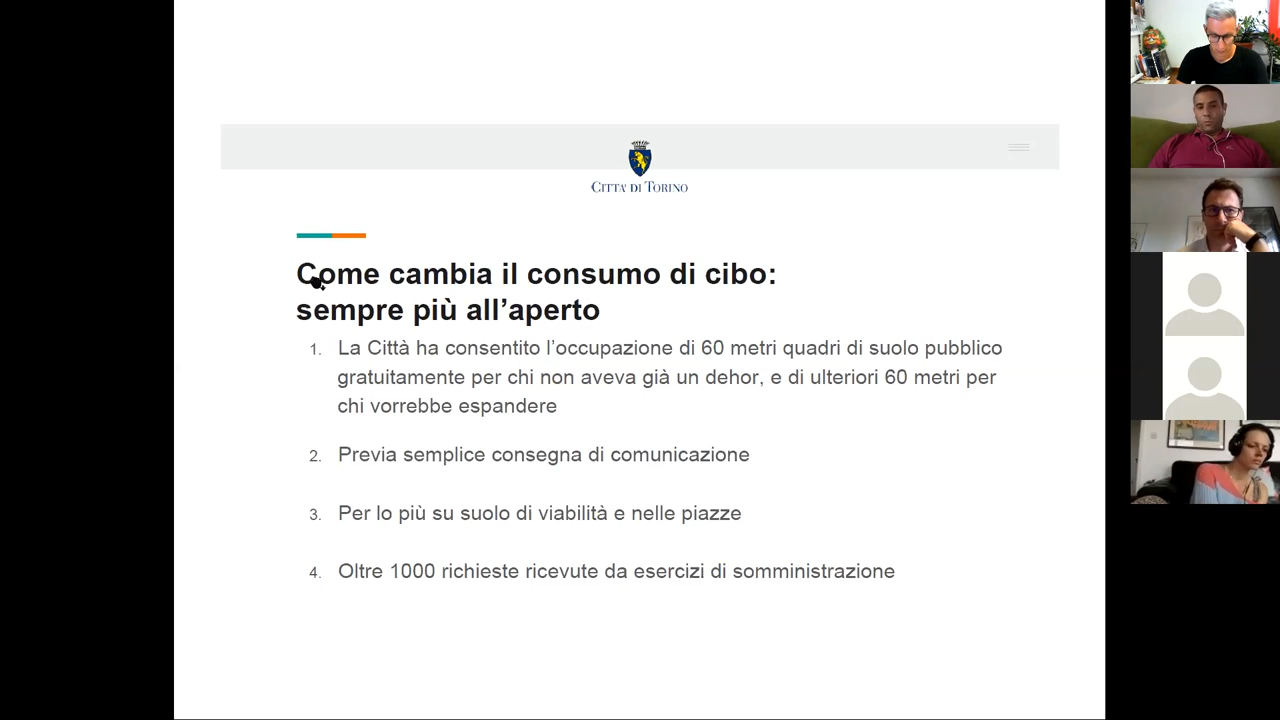 CITTA' DI TORINO
Come cambia il consumo di cibo:
sempre più all’aperto
1. La Città ha consentito l’occupazione di 60 metri quadri di suolo pubblico
gratuitamente per chi non aveva già un dehor, e di ulteriori 60 metri per
chi vorrebbe espandere
2. Previa semplice consegna di comunicazione
3. Per lo più su suolo di viabilità e nelle piazze
4. Oltre 1000 richieste ricevute da esercizi di somministrazione